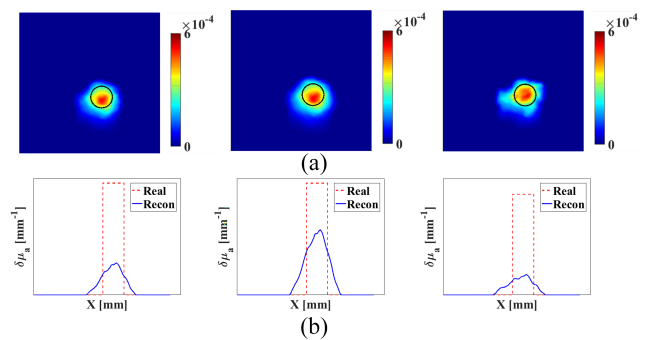 ×10⁻⁴ ×10⁻⁴ ×10⁻⁴
6 6 6
0 0 0
(a)
Real Real Real
Recon Recon Recon
δμₐ [mm⁻¹] δμₐ [mm⁻¹] δμₐ [mm⁻¹]
X [mm] X [mm] X [mm]
(b)